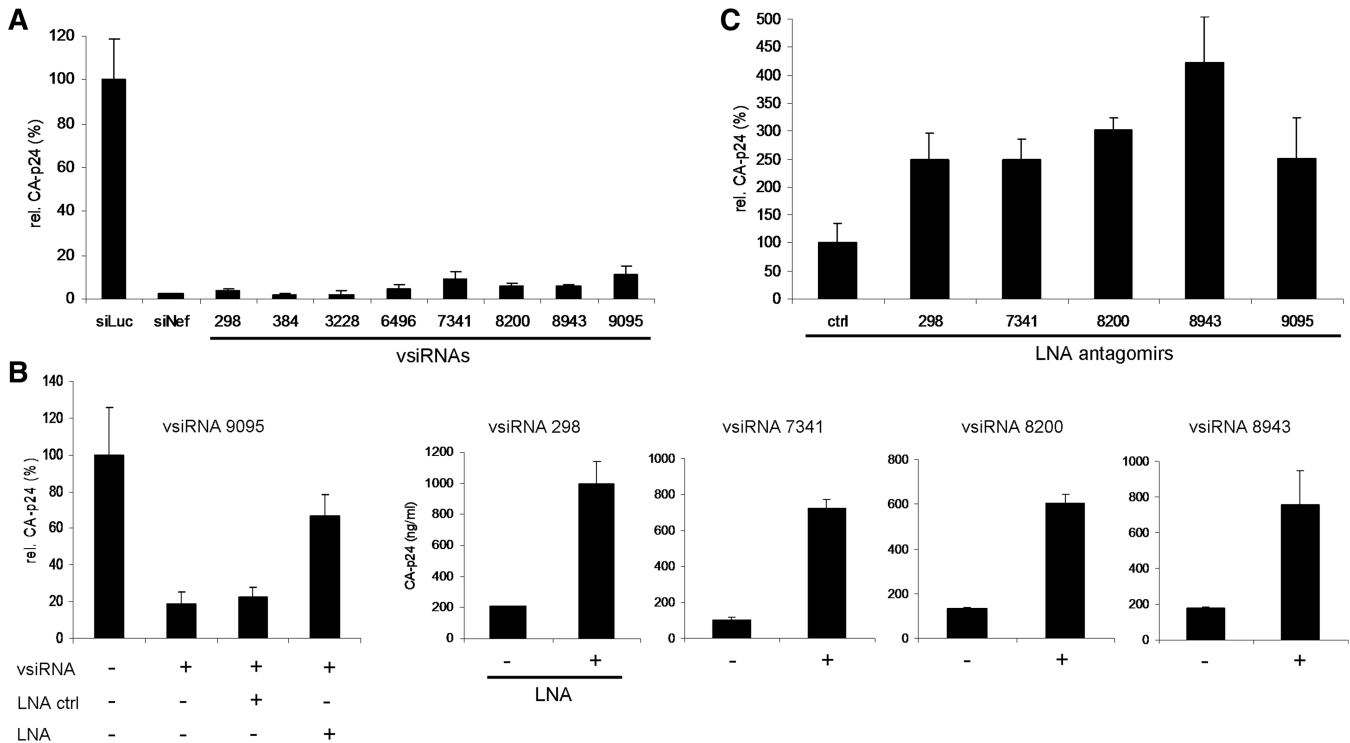 A
rel. CA-p24 (%)
120
100
80
60
40
20
0
siLuc siNef 298 384 3228 6496 7341 8200 8943 9095
vsiRNAs
C
rel. CA-p24 (%)
500
450
400
350
300
250
200
150
100
50
0
ctrl 298 7341 8200 8943 9095
LNA antagomirs
B
vsiRNA 9095
rel. CA-p24 (%)
140
120
100
80
60
40
20
0
vsiRNA - + + +
LNA ctrl - - + -
LNA - - - +
vsiRNA 298
CA-p24 (ng/ml)
1200
1000
800
600
400
200
0
- +
LNA
vsiRNA 7341
1000
800
600
400
200
0
- +
vsiRNA 8200
800
600
400
200
0
- +
vsiRNA 8943
1000
800
600
400
200
0
- +